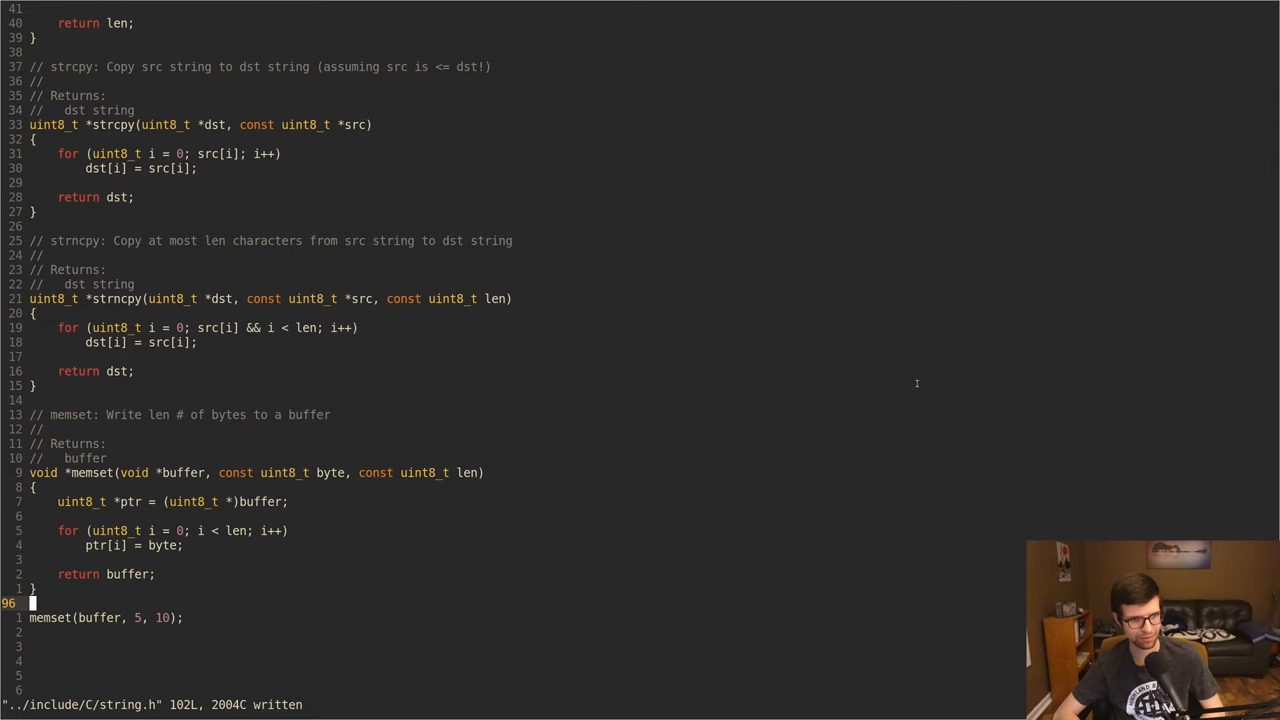 41
40     return len;
39 }
38
37 // strcpy: Copy src string to dst string (assuming src is <= dst!)
36 //
35 // Returns:
34 //   dst string
33 uint8_t *strcpy(uint8_t *dst, const uint8_t *src)
32 {
31     for (uint8_t i = 0; src[i]; i++)
30         dst[i] = src[i];
29
28     return dst;
27 }
26
25 // strncpy: Copy at most len characters from src string to dst string
24 //
23 // Returns:
22 //   dst string
21 uint8_t *strncpy(uint8_t *dst, const uint8_t *src, const uint8_t len)
20 {
19     for (uint8_t i = 0; src[i] && i < len; i++)
18         dst[i] = src[i];
17
16     return dst;
15 }
14
13 // memset: Write len # of bytes to a buffer
12 //
11 // Returns:
10 //   buffer
9 void *memset(void *buffer, const uint8_t byte, const uint8_t len)
8 {
7     uint8_t *ptr = (uint8_t *)buffer;
6
5     for (uint8_t i = 0; i < len; i++)
4         ptr[i] = byte;
3
2     return buffer;
1 }
96
1 memset(buffer, 5, 10);
2
3
4
5
6
"../include/C/string.h" 102L, 2004C written